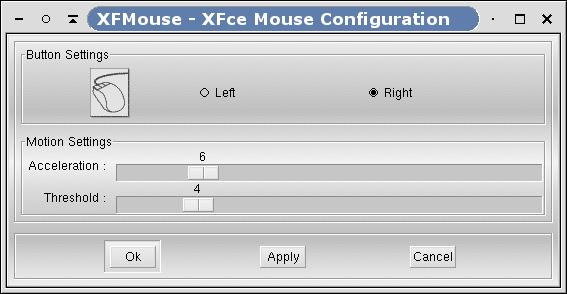 XFMouse - XFce Mouse Configuration
Button Settings
Left
Right
Motion Settings
6
Acceleration :
4
Threshold :
Ok
Apply
Cancel